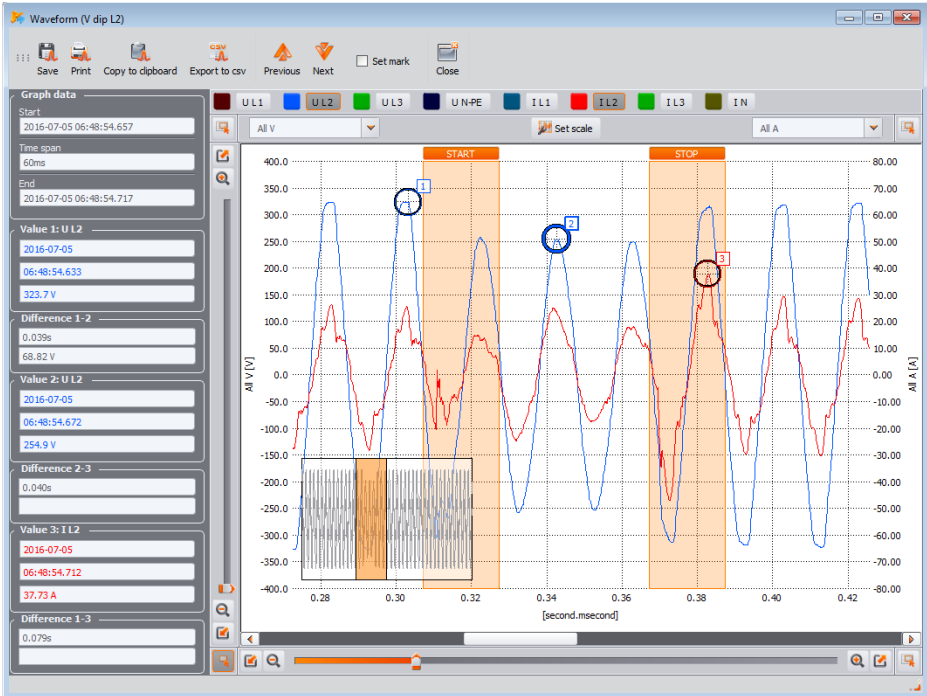 Waveform (V dip L2)
Save Print Copy to clipboard Export to csv Previous Next Set mark Close
csv
Graph data
Start
2016-07-05 06:48:54.657
Time span
60ms
End
2016-07-05 06:48:54.717
Value 1: U L2
2016-07-05
06:48:54.633
323.7 V
Difference 1-2
0.039s
68.82 V
Value 2: U L2
2016-07-05
06:48:54.672
254.9 V
Difference 2-3
0.040s
Value 3: I L2
2016-07-05
06:48:54.712
37.73 A
Difference 1-3
0.079s
U L1 U L2 U L3 U N-PE I L1 I L2 I L3 I N
All V Set scale All A
START STOP
400.0
350.0
300.0
250.0
200.0
150.0
100.0
50.0
0.0
-50.0
-100.0
-150.0
-200.0
-250.0
-300.0
-350.0
-400.0
All V [V]
1
2
3
80.00
70.00
60.00
50.00
40.00
30.00
20.00
10.00
0.00
-10.00
-20.00
-30.00
-40.00
-50.00
-60.00
-70.00
-80.00
All A [A]
0.28 0.30 0.32 0.34 0.36 0.38 0.40 0.42
[second.msecond]